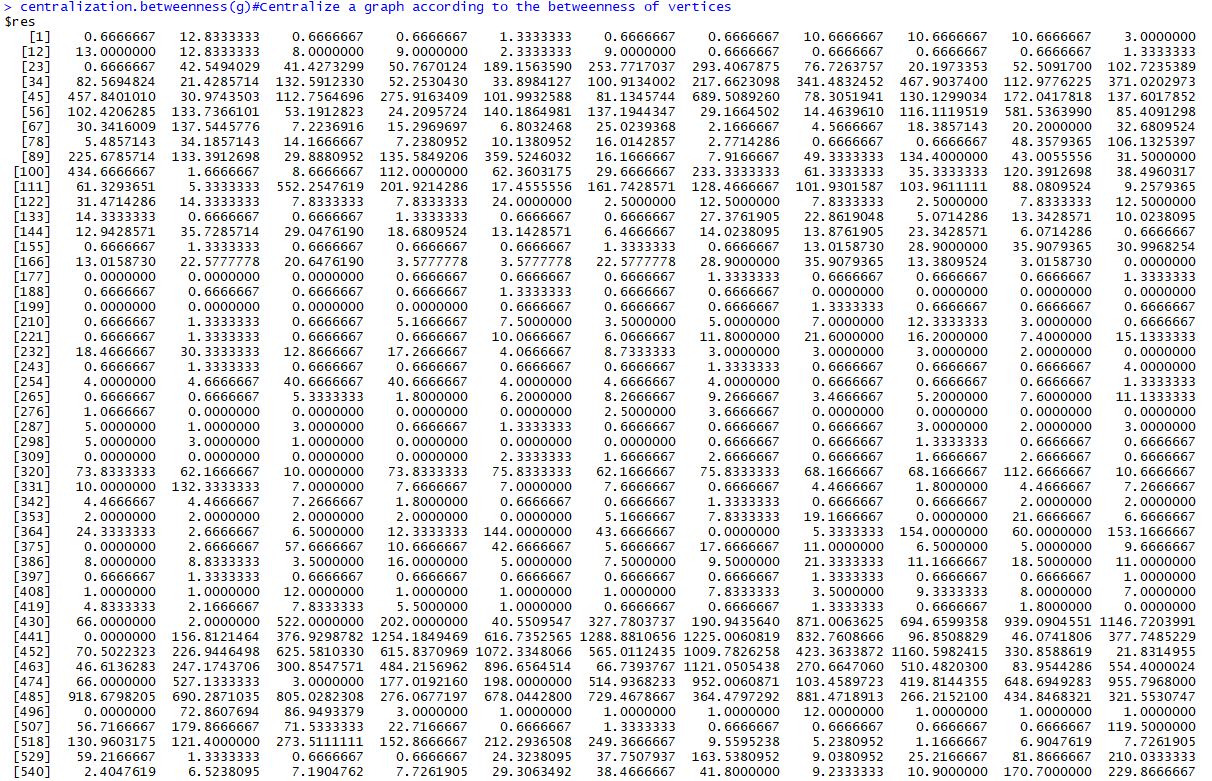 > centralization.betweenness(g)#Centralize a graph according to the betweenness of vertices
$res
[1] 0.6666667 12.8333333 0.6666667 0.6666667 1.3333333 0.6666667 0.6666667 10.6666667 10.6666667 10.6666667 3.0000000
[12] 13.0000000 12.8333333 8.0000000 9.0000000 2.3333333 9.0000000 0.6666667 0.6666667 0.6666667 0.6666667 1.3333333
[23] 0.6666667 42.5494029 41.4273299 50.7670124 189.1563590 253.7717037 293.4067875 76.7263757 20.1973353 52.5091700 102.7235389
[34] 82.5694824 21.4285714 132.5912330 52.2530430 33.8984127 100.9134002 217.6623098 341.4832452 467.9037400 112.9776225 371.0202973
[45] 457.8401010 30.9743503 112.7564696 275.9163409 101.9932588 81.1345744 689.5089260 78.3051941 130.1299034 172.0417818 137.6017852
[56] 102.4206285 133.7366101 53.1912823 24.2095724 140.1864981 137.1944347 29.1664502 14.4639610 116.1119519 581.5363990 85.4091298
[67] 30.3416009 137.5445776 7.2236916 15.2969697 6.8032468 25.0239368 2.1666667 4.5666667 18.3857143 20.2000000 32.6809524
[78] 5.4857143 34.1857143 14.1666667 7.2380952 10.1380952 16.0142857 2.7714286 0.6666667 0.6666667 48.3579365 106.1325397
[89] 225.6785714 133.3912698 29.8880952 135.5849206 359.5246032 16.1666667 7.9166667 49.3333333 134.4000000 43.0055556 31.5000000
[100] 434.6666667 1.6666667 8.6666667 112.0000000 62.3603175 29.6666667 233.3333333 61.3333333 35.3333333 120.3912698 38.4960317
[111] 61.3293651 5.3333333 552.2547619 201.9214286 17.4555556 161.7428571 128.4666667 101.9301587 103.9611111 88.0809524 9.2579365
[122] 31.4714286 14.3333333 7.8333333 7.8333333 24.0000000 2.5000000 12.5000000 7.8333333 2.5000000 7.8333333 12.5000000
[133] 14.3333333 0.6666667 0.6666667 1.3333333 0.6666667 0.6666667 27.3761905 22.8619048 5.0714286 13.3428571 10.0238095
[144] 12.9428571 35.7285714 29.0476190 18.6809524 13.1428571 6.4666667 14.0238095 13.8761905 23.3428571 6.0714286 0.6666667
[155] 0.6666667 1.3333333 0.6666667 0.6666667 1.3333333 0.6666667 13.0158730 28.9000000 35.9079365 30.9968254
[166] 13.0158730 22.5777778 20.6476190 3.5777778 3.5777778 22.5777778 28.9000000 35.9079365 13.3809524 3.0158730 0.0000000
[177] 0.0000000 0.0000000 0.0000000 0.6666667 0.6666667 1.3333333 0.6666667 0.6666667 0.6666667 1.3333333
[188] 0.6666667 0.6666667 0.6666667 0.6666667 1.3333333 0.6666667 0.6666667 0.0000000 0.0000000 0.0000000 0.0000000
[199] 0.0000000 0.0000000 0.0000000 0.0000000 0.6666667 0.6666667 0.6666667 1.3333333 0.6666667 0.6666667 0.6666667
[210] 0.6666667 1.3333333 0.6666667 5.1666667 7.5000000 3.5000000 5.0000000 7.0000000 12.3333333 3.0000000 0.6666667
[221] 0.6666667 1.3333333 0.6666667 0.6666667 10.0666667 6.0666667 11.8000000 21.6000000 16.2000000 7.4000000 15.1333333
[232] 18.4666667 30.3333333 12.8666667 17.2666667 4.0666667 8.7333333 3.0000000 3.0000000 3.0000000 2.0000000 0.0000000
[243] 0.6666667 1.3333333 0.6666667 0.6666667 0.6666667 0.6666667 1.3333333 0.6666667 0.6666667 0.6666667 4.0000000
[254] 4.0000000 4.6666667 40.6666667 40.6666667 4.0000000 4.6666667 4.0000000 0.6666667 0.6666667 0.6666667 1.3333333
[265] 0.6666667 0.6666667 5.3333333 1.8000000 6.2000000 8.2666667 9.2666667 3.4666667 5.2000000 7.6000000 11.1333333
[276] 1.0666667 0.0000000 0.0000000 0.0000000 0.0000000 2.5000000 3.6666667 0.0000000 0.0000000 0.0000000 0.0000000
[287] 5.0000000 1.0000000 3.0000000 0.6666667 1.3333333 0.6666667 0.6666667 0.6666667 3.0000000 2.0000000 3.0000000
[298] 5.0000000 3.0000000 1.0000000 0.0000000 0.0000000 0.0000000 0.6666667 0.6666667 1.3333333 0.6666667 0.6666667
[309] 0.0000000 0.0000000 0.0000000 0.0000000 2.3333333 1.6666667 2.6666667 0.6666667 1.6666667 2.6666667 0.6666667
[320] 73.8333333 62.1666667 10.0000000 73.8333333 75.8333333 62.1666667 75.8333333 68.1666667 68.1666667 112.6666667 10.6666667
[331] 10.0000000 132.3333333 7.0000000 7.6666667 7.0000000 7.6666667 0.6666667 4.4666667 1.8000000 4.4666667 7.2666667
[342] 4.4666667 4.4666667 7.2666667 1.8000000 0.6666667 0.6666667 1.3333333 0.6666667 0.6666667 2.0000000 2.0000000
[353] 2.0000000 2.0000000 2.0000000 2.0000000 0.0000000 5.1666667 7.8333333 19.1666667 0.0000000 21.6666667 6.6666667
[364] 24.3333333 2.6666667 6.5000000 12.3333333 144.0000000 43.6666667 0.0000000 5.3333333 154.0000000 60.0000000 153.1666667
[375] 0.0000000 2.6666667 57.6666667 10.6666667 42.6666667 5.6666667 17.6666667 11.0000000 6.5000000 5.0000000 9.6666667
[386] 8.0000000 8.8333333 3.5000000 16.0000000 5.0000000 7.5000000 9.5000000 21.3333333 11.1666667 18.5000000 11.0000000
[397] 0.6666667 1.3333333 0.6666667 0.6666667 0.6666667 0.6666667 0.6666667 1.3333333 0.6666667 0.6666667 1.0000000
[408] 1.0000000 1.0000000 12.0000000 1.0000000 1.0000000 1.0000000 7.8333333 3.5000000 9.3333333 8.0000000 7.0000000
[419] 4.8333333 2.1666667 7.8333333 5.5000000 1.0000000 0.6666667 0.6666667 1.3333333 0.6666667 1.8000000 0.0000000
[430] 66.0000000 2.0000000 522.0000000 202.0000000 40.5509547 327.7803737 190.9435640 871.0063625 694.6599358 939.0904551 1146.7203991
[441] 0.0000000 156.8121464 376.9298782 1254.1849469 616.7352565 1288.8810656 1225.0060819 832.7608666 96.8508829 46.0741806 377.7485229
[452] 70.5022323 226.9446508 625.5810330 615.8370969 1072.3348066 565.0112435 1009.7826258 423.3633872 1160.5982415 330.8588619 21.8314955
[463] 46.6136283 247.1743706 300.8547571 484.2156962 896.6564514 66.7393767 1121.0505438 270.6647060 510.4820300 83.9544286 554.4000024
[474] 66.0000000 527.1333333 3.0000000 177.0192160 198.0000000 514.9368233 952.0060871 103.4589723 419.8144355 648.6949283 955.7968000
[485] 918.6798205 690.2871035 805.0282308 276.0677197 678.0442800 729.4678667 364.4797292 881.4718913 266.2152100 434.8468321 321.5530747
[496] 0.0000000 72.8607694 86.9493379 3.0000000 1.0000000 1.0000000 1.0000000 12.0000000 1.0000000 1.0000000 1.0000000
[507] 56.7166667 179.8666667 71.5333333 22.7166667 0.6666667 1.3333333 0.6666667 0.6666667 0.6666667 0.6666667 119.5000000
[518] 130.9603175 121.4000000 273.5111111 152.8666667 212.2936508 249.3666667 9.5595238 5.2380952 1.1666667 6.9047619 7.7261905
[529] 59.2166667 1.3333333 0.6666667 0.6666667 24.3238095 37.7507937 163.5380952 9.0380952 25.2166667 81.8666667 210.0333333
[540] 2.4047619 6.5238095 7.1904762 7.7261905 29.3063492 38.4666667 41.8000000 9.2333333 10.9000000 170.7000000 229.8666667